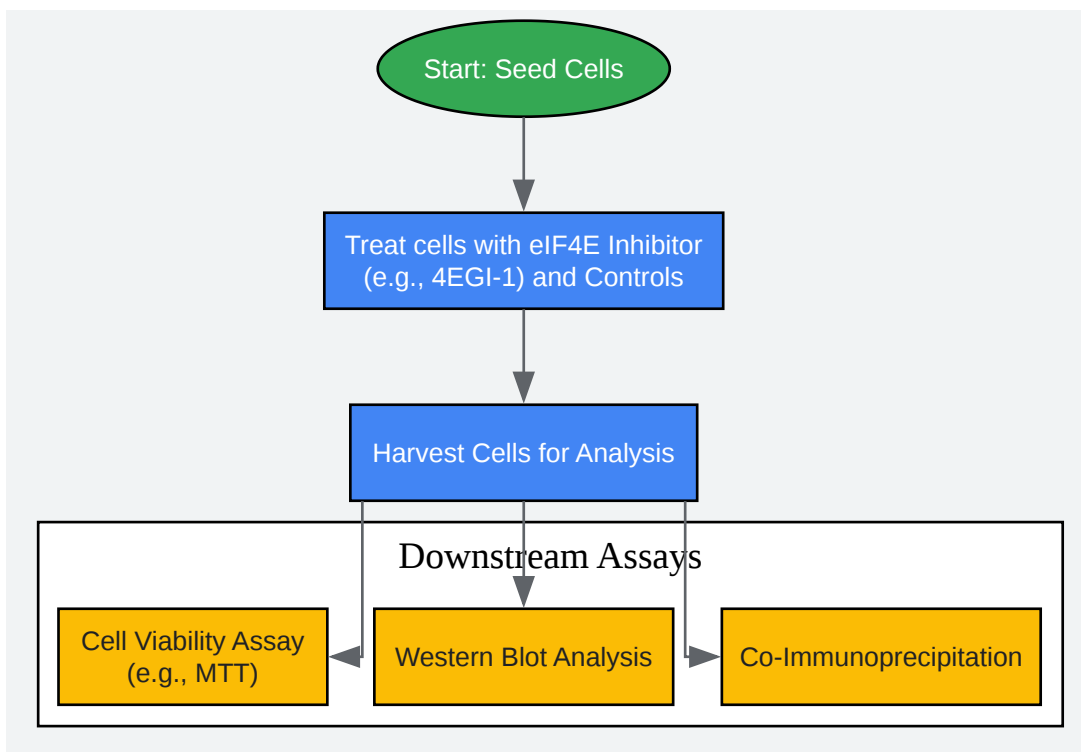 Start: Seed Cells
Treat cells with eIF4E Inhibitor
(e.g., 4EGI-1) and Controls
Harvest Cells for Analysis
Downstream Assays
Cell Viability Assay
(e.g., MTT)
Western Blot Analysis
Co-Immunoprecipitation